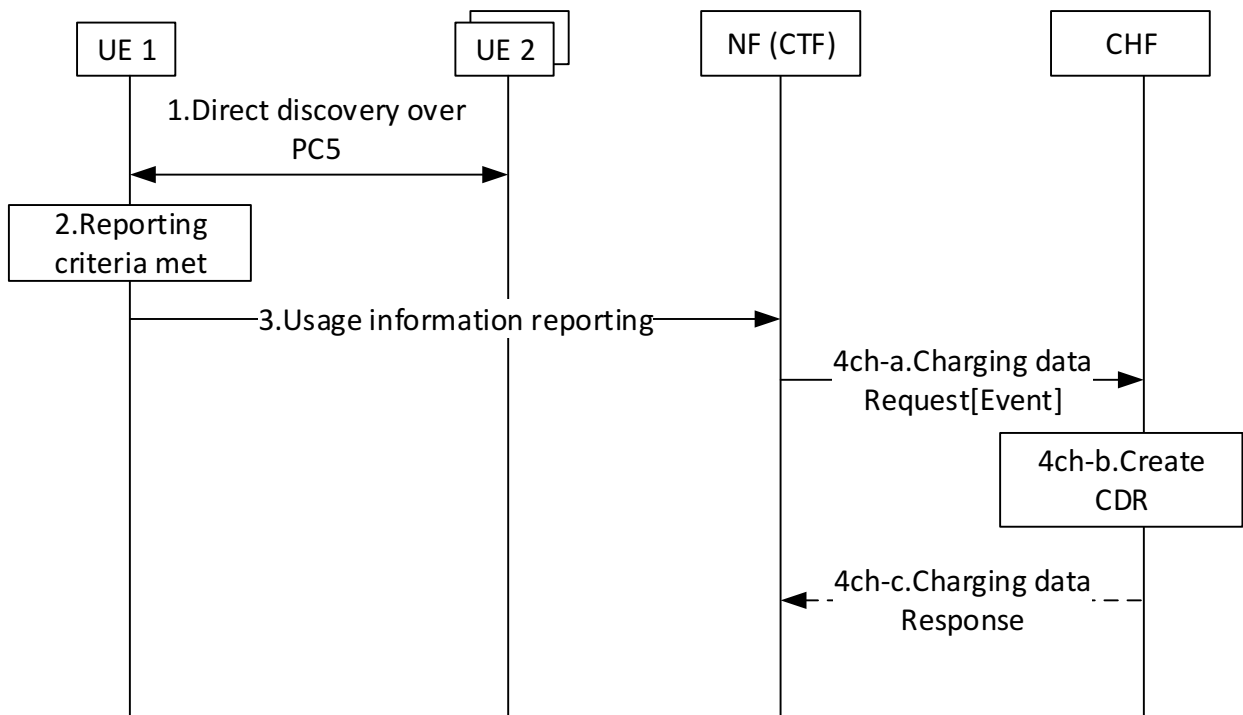 UE 1
UE 2
NF (CTF)
CHF
1.Direct discovery over
PC5
2.Reporting
criteria met
3.Usage information reporting
4ch-a.Charging data
Request[Event]
4ch-b.Create
CDR
4ch-c.Charging data
Response